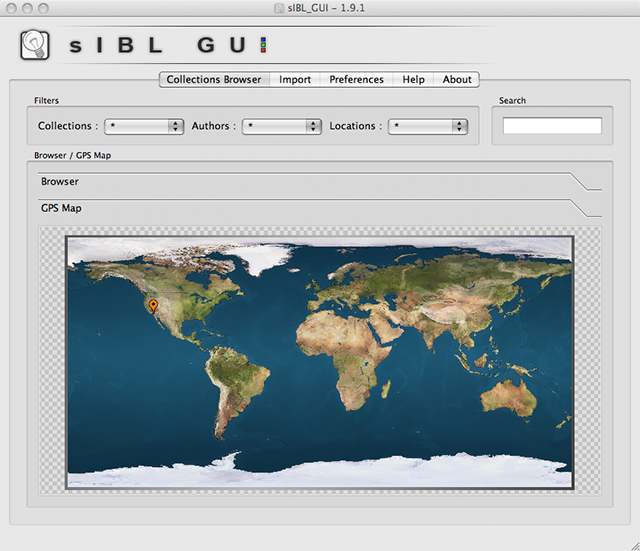 sIBL_GUI – 1.9.1
sIBL GUI
Collections Browser Import Preferences Help About
Filters Search
Collections : * Authors : * Locations : *
Browser / GPS Map
Browser
GPS Map